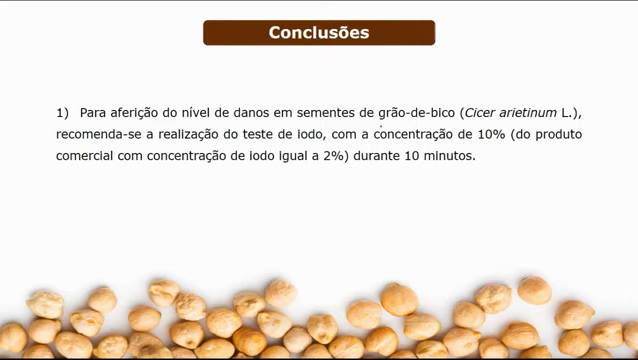 Conclusões
1) Para aferição do nível de danos em sementes de grão-de-bico (Cicer arietinum L.),
recomenda-se a realização do teste de iodo, com a concentração de 10% (do produto
comercial com concentração de iodo igual a 2%) durante 10 minutos.